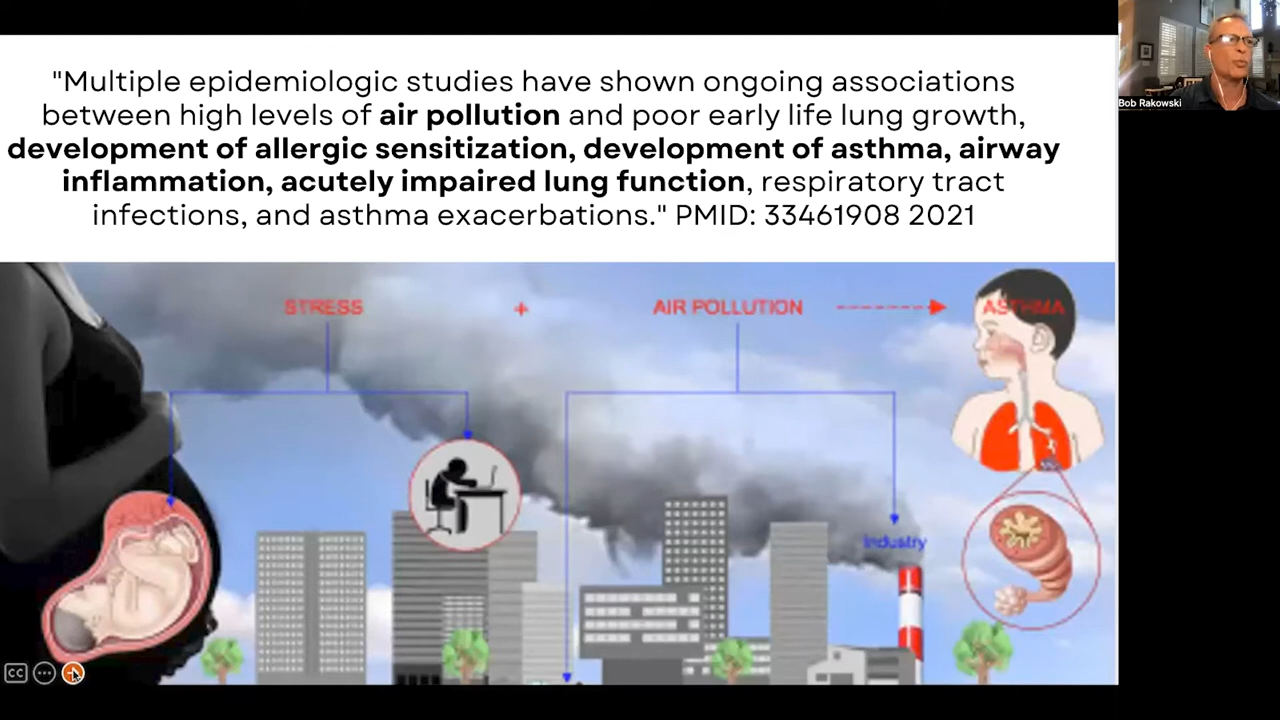 "Multiple epidemiologic studies have shown ongoing associations
between high levels of air pollution and poor early life lung growth,
development of allergic sensitization, development of asthma, airway
inflammation, acutely impaired lung function, respiratory tract
infections, and asthma exacerbations." PMID: 33461908 2021
Bob Rakowski
STRESS + AIR POLLUTION ASTHMA
Industry
CC